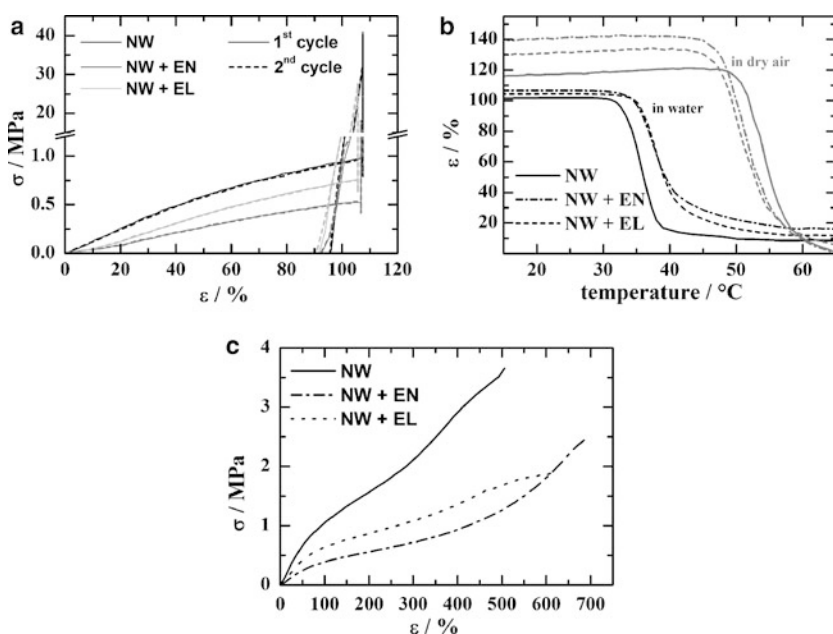 a
σ / MPa
40
30
20
1.0
0.5
0.0
0 20 40 60 80 100 120
ε / %
NW
NW + EN
NW + EL
1st cycle
2nd cycle
b
ε / %
140
120
100
80
60
40
20
20 30 40 50 60
temperature / °C
in dry air
in water
NW
NW + EN
NW + EL
c
σ / MPa
4
3
2
1
0
0 100 200 300 400 500 600 700
ε / %
NW
NW + EN
NW + EL